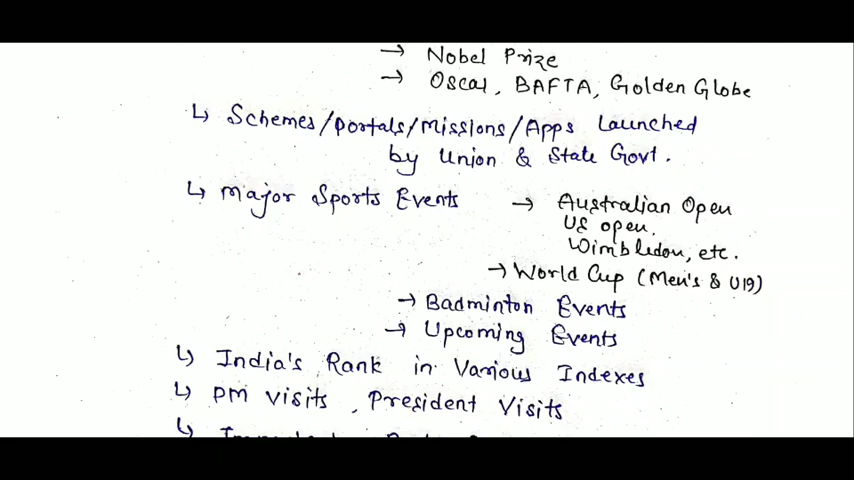 → Nobel Prize
→ Oscar, BAFTA, Golden Globe
↳ Schemes/portals/missions/Apps Launched
by Union & State Govt.
↳ Major Sports Events → Australian Open
US open.
Wimbledon, etc.
→ World Cup (Men's & U19)
→ Badminton Events
→ Upcoming Events
↳ India's Rank in Various Indexes
↳ PM visits, President Visits